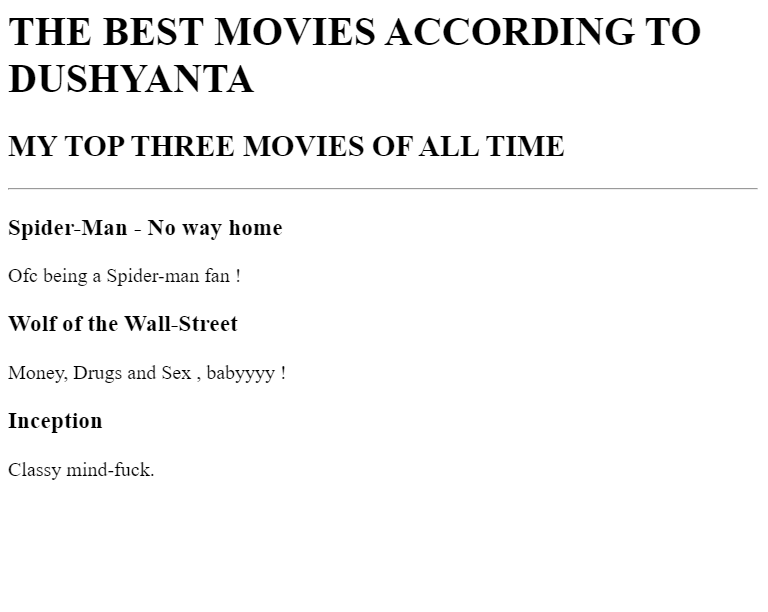 THE BEST MOVIES ACCORDING TO
DUSHYANTA
MY TOP THREE MOVIES OF ALL TIME
Spider-Man - No way home
Ofc being a Spider-man fan !
Wolf of the Wall-Street
Money, Drugs and Sex , babyyyy !
Inception
Classy mind-fuck.